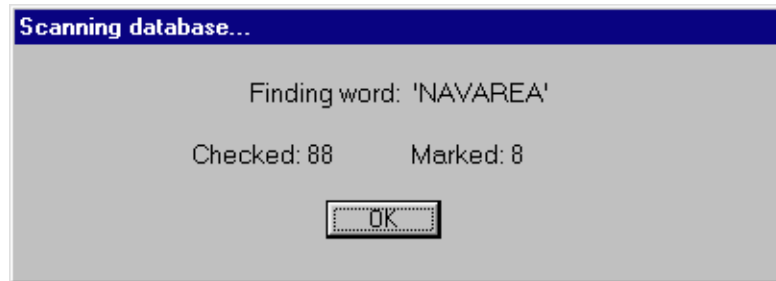 Scanning database...
Finding word: 'NAVAREA'
Checked: 88 Marked: 8
OK